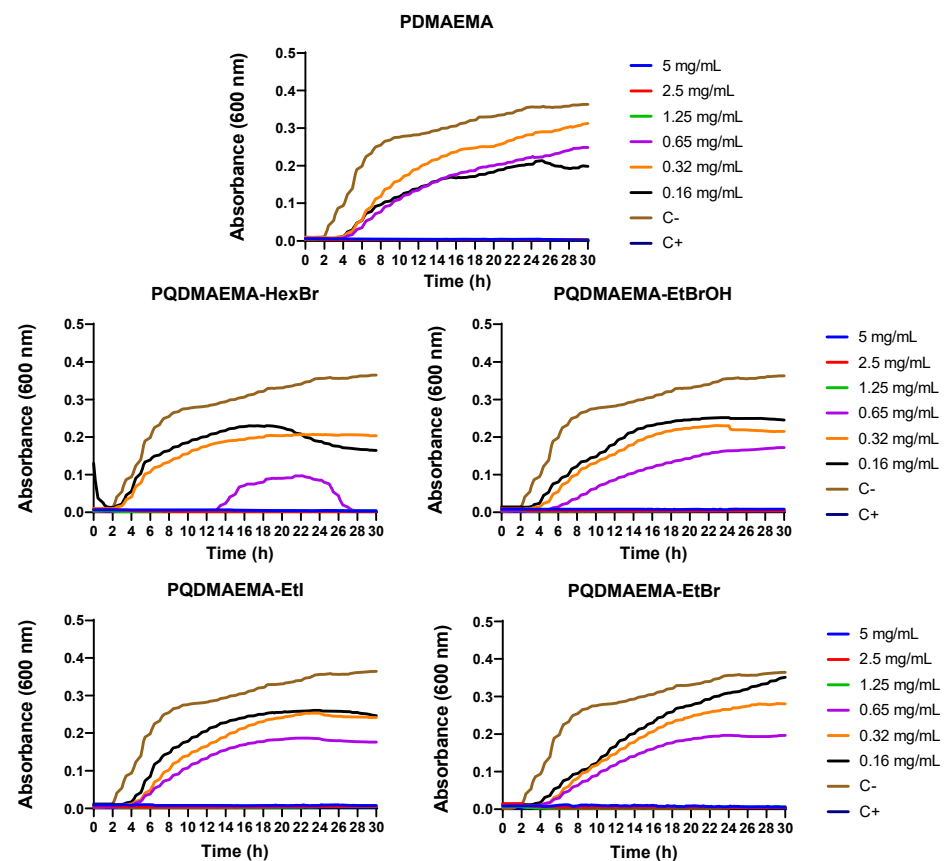 PDMAEMA
Absorbance (600 nm)
0.5
0.4
0.3
0.2
0.1
0.0
0 2 4 6 8 10 12 14 16 18 20 22 24 26 28 30
Time (h)
5 mg/mL
2.5 mg/mL
1.25 mg/mL
0.65 mg/mL
0.32 mg/mL
0.16 mg/mL
C-
C+
PQDMAEMA-HexBr
Absorbance (600 nm)
0.5
0.4
0.3
0.2
0.1
0.0
0 2 4 6 8 10 12 14 16 18 20 22 24 26 28 30
Time (h)
PQDMAEMA-EtBrOH
Absorbance (600 nm)
0.5
0.4
0.3
0.2
0.1
0.0
0 2 4 6 8 10 12 14 16 18 20 22 24 26 28 30
Time (h)
5 mg/mL
2.5 mg/mL
1.25 mg/mL
0.65 mg/mL
0.32 mg/mL
0.16 mg/mL
C-
C+
PQDMAEMA-EtI
Absorbance (600 nm)
0.5
0.4
0.3
0.2
0.1
0.0
0 2 4 6 8 10 12 14 16 18 20 22 24 26 28 30
Time (h)
PQDMAEMA-EtBr
Absorbance (600 nm)
0.5
0.4
0.3
0.2
0.1
0.0
0 2 4 6 8 10 12 14 16 18 20 22 24 26 28 30
Time (h)
5 mg/mL
2.5 mg/mL
1.25 mg/mL
0.65 mg/mL
0.32 mg/mL
0.16 mg/mL
C-
C+